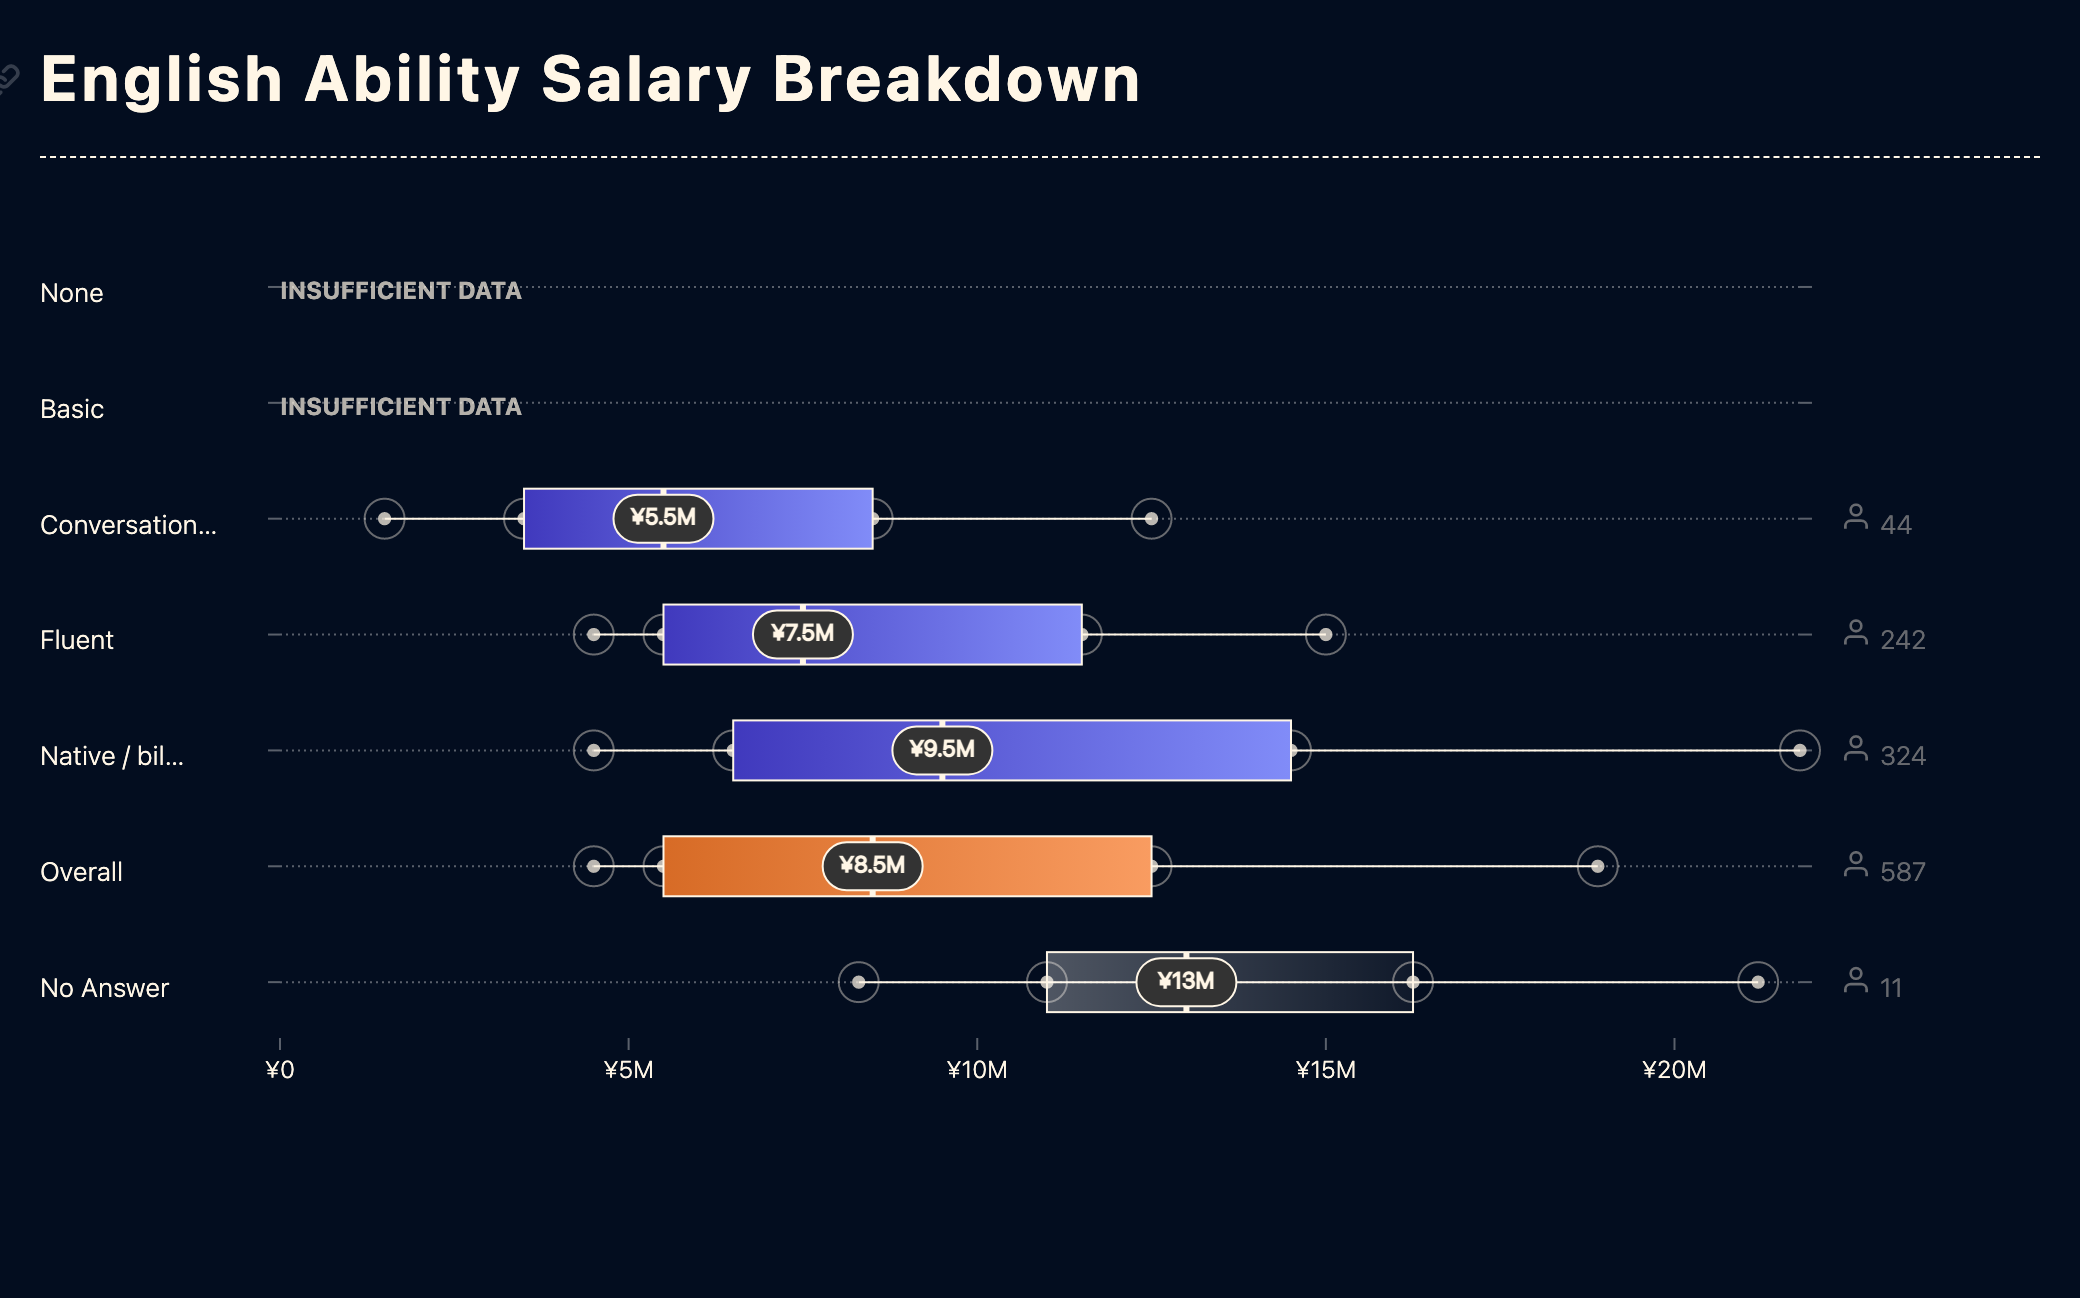 English Ability Salary Breakdown
None INSUFFICIENT DATA
Basic INSUFFICIENT DATA
Conversation... ¥5.5M 44
Fluent ¥7.5M 242
Native / bil... ¥9.5M 324
Overall ¥8.5M 587
No Answer ¥13M 11
¥0 ¥5M ¥10M ¥15M ¥20M